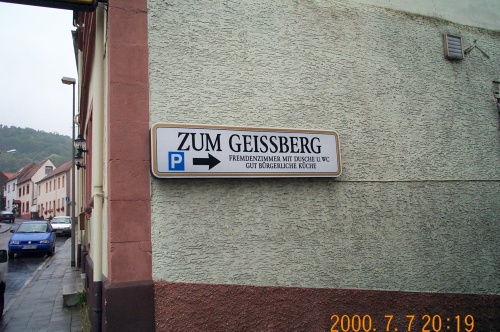 ZUM GEISSBERG
P
FREMDENZIMMER MIT DUSCHE U. WC
GUT BÜRGERLICHE KÜCHE
2000. 7. 7 20:19